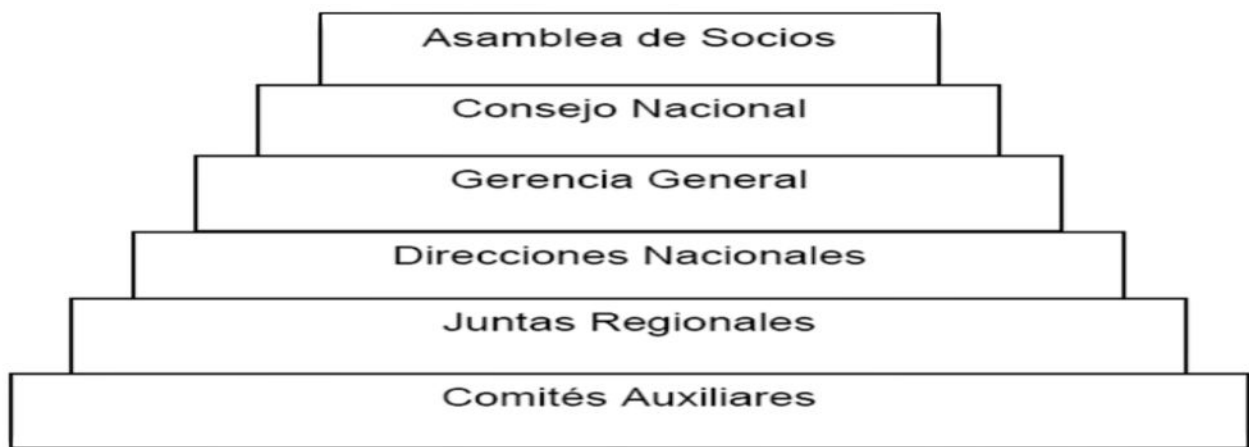 Asamblea de Socios
Consejo Nacional
Gerencia General
Direcciones Nacionales
Juntas Regionales
Comités Auxiliares